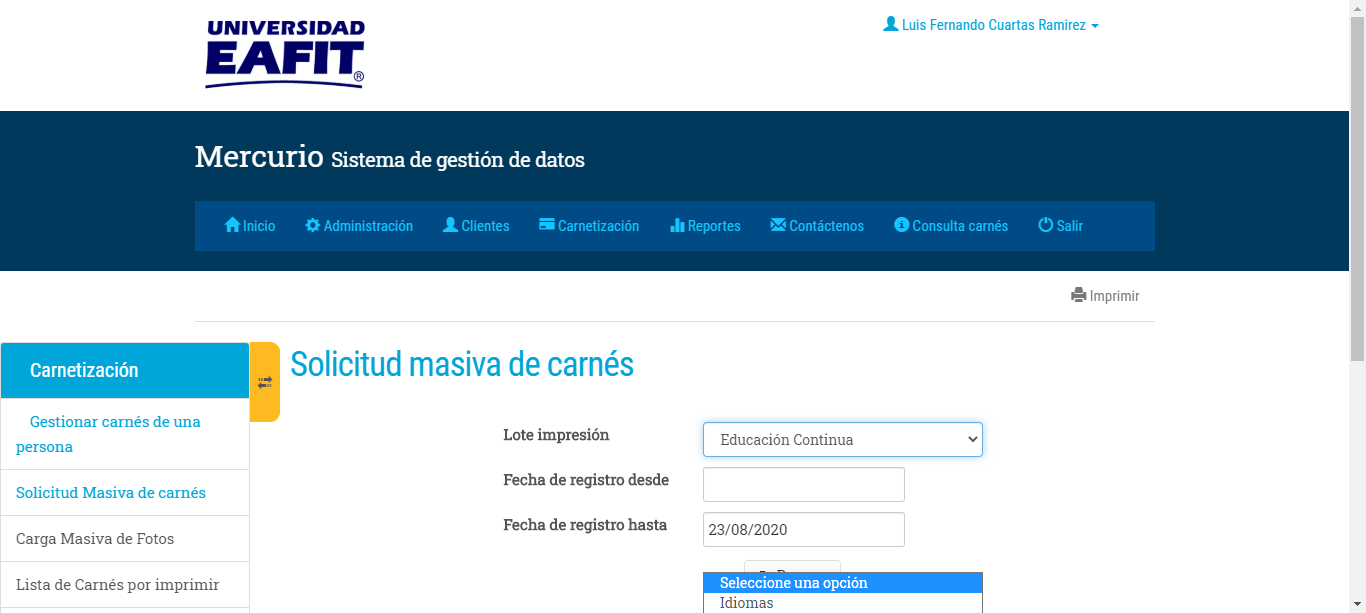 UNIVERSIDAD
EAFIT®
Luis Fernando Cuartas Ramirez
Mercurio Sistema de gestión de datos
Inicio Administración Clientes Carnetización Reportes Contáctenos Consulta carnés Salir
Imprimir
Carnetización
Solicitud masiva de carnés
Gestionar carnés de una
persona
Solicitud Masiva de carnés
Carga Masiva de Fotos
Lista de Carnés por imprimir
Lote impresión Educación Continua
Fecha de registro desde
Fecha de registro hasta 23/08/2020
Seleccione una opción
Idiomas